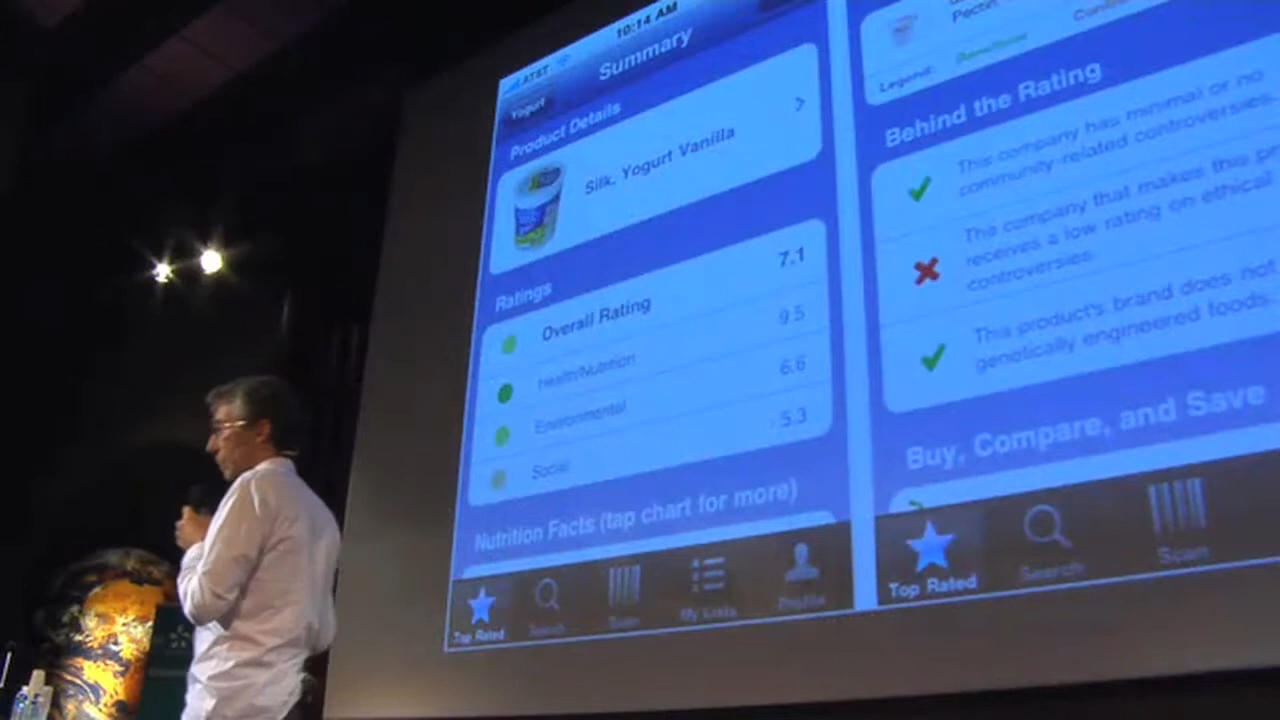 AT&T
10:14 AM
Yogurt
Summary
Product Details
Silk. Yogurt Vanilla
Ratings
Overall Rating 7.1
Health/Nutrition 9.5
Environmental 6.6
Social 5.3
Nutrition Facts (tap chart for more)
Top Rated
Search
Scan
My Lists
Profile
Pectin
Legend: Beneficial
Behind the Rating
This company has minimal or no
community-related controversies.
The company that makes this
receives a low rating on ethical
controversies.
This product's brand does not
genetically engineered foods.
Buy, Compare, and Save
Top Rated
Search
Scan